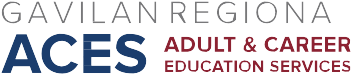 GAVILAN REGIONA
ACES
ADULT & CAREER
EDUCATION SERVICES